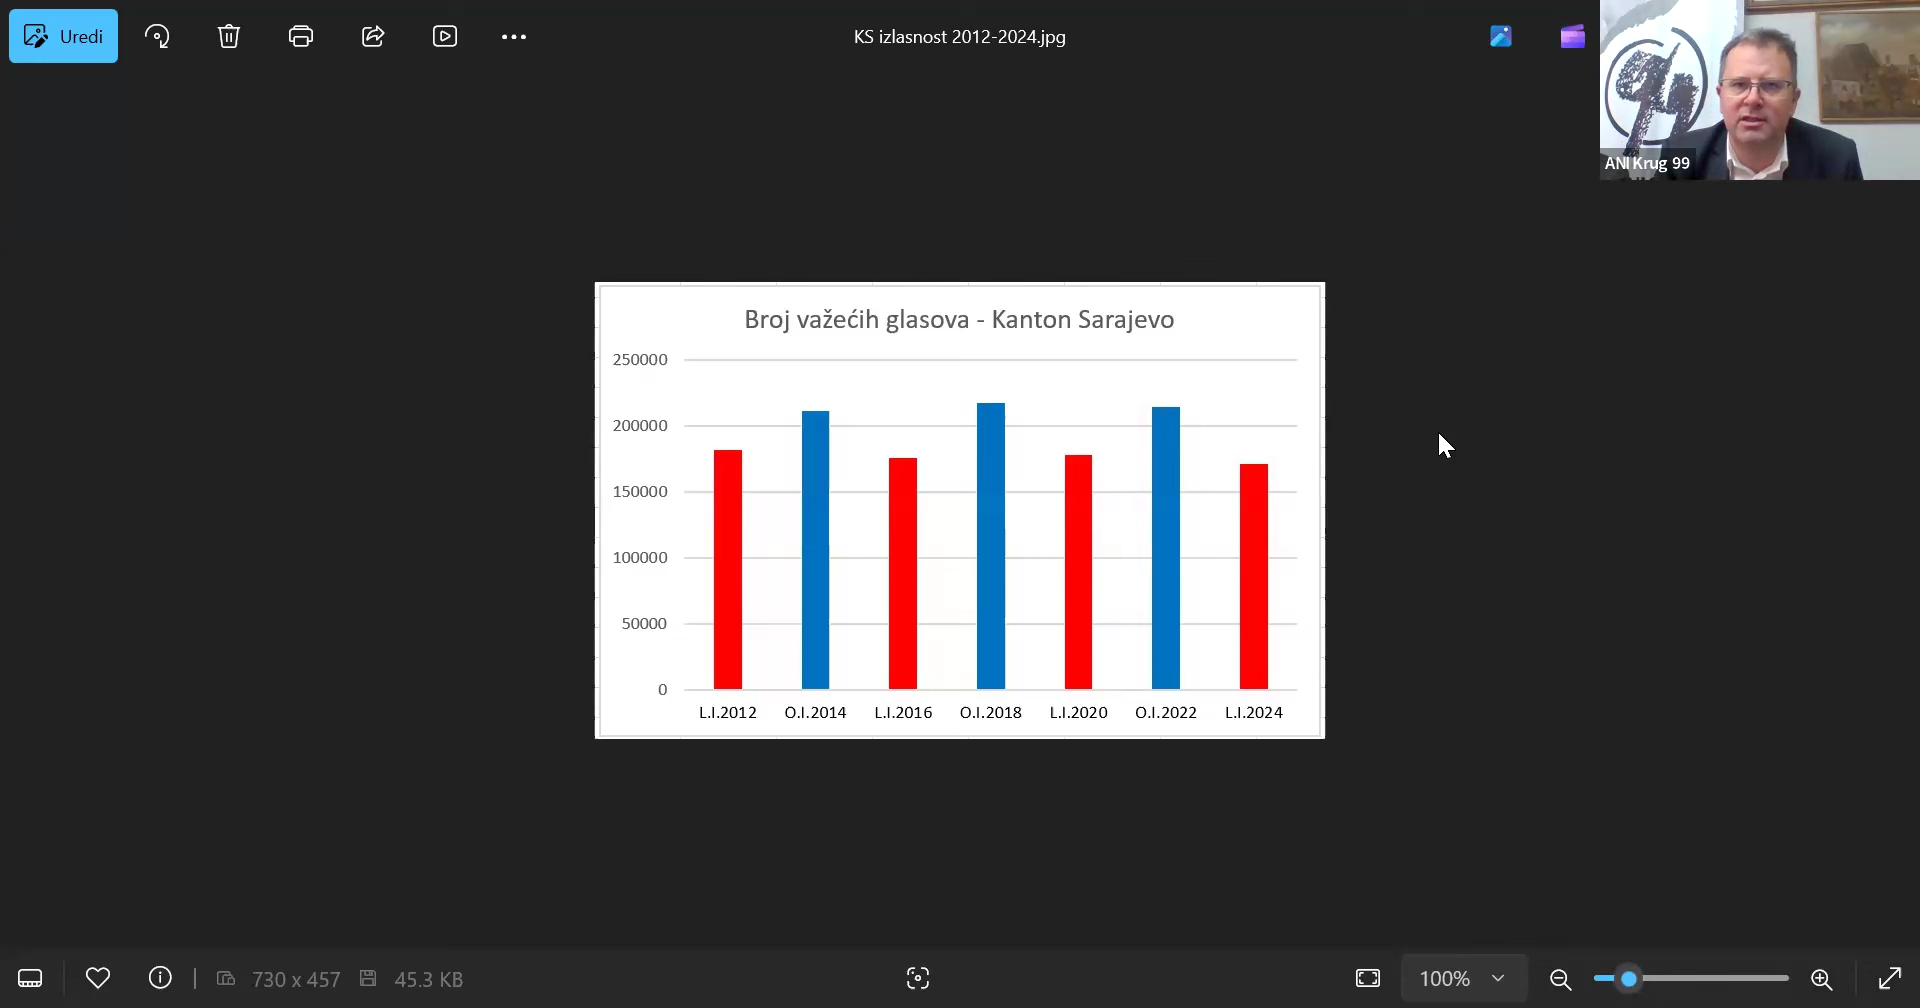 Uredi
KS izlasnost 2012-2024.jpg
99
ANI Krug 99
Broj važećih glasova - Kanton Sarajevo
250000
200000
150000
100000
50000
0
L.I.2012 O.I.2014 L.I.2016 O.I.2018 L.I.2020 O.I.2022 L.I.2024
730 x 457 45.3 KB
100%